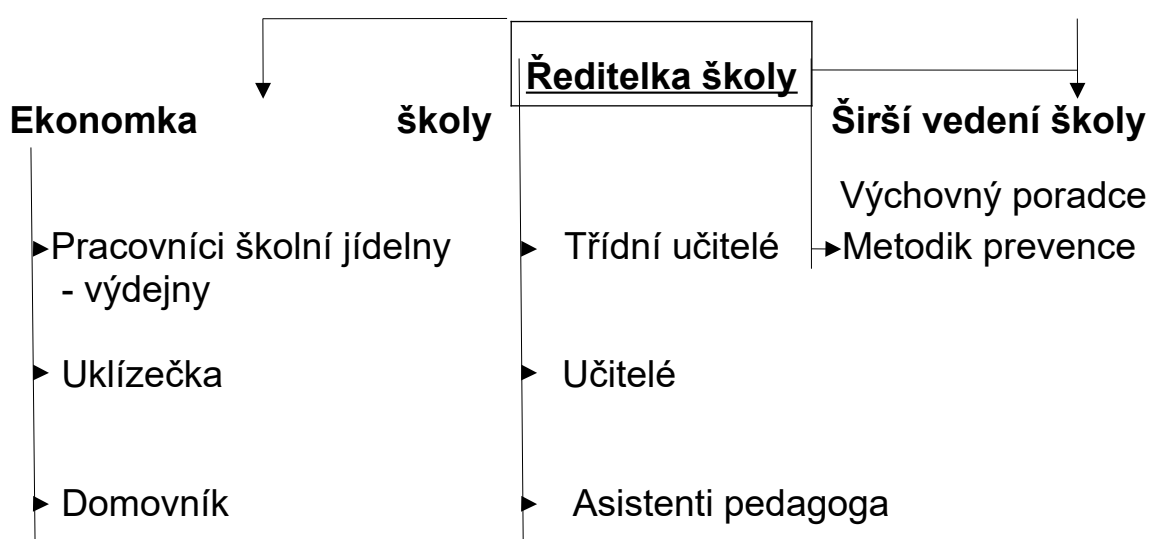 Ředitelka školy
Ekonomka školy
Širší vedení školy
Výchovný poradce
Pracovníci školní jídelny
- výdejny
Třídní učitelé
Metodik prevence
Uklízečka
Učitelé
Domovník
Asistenti pedagoga